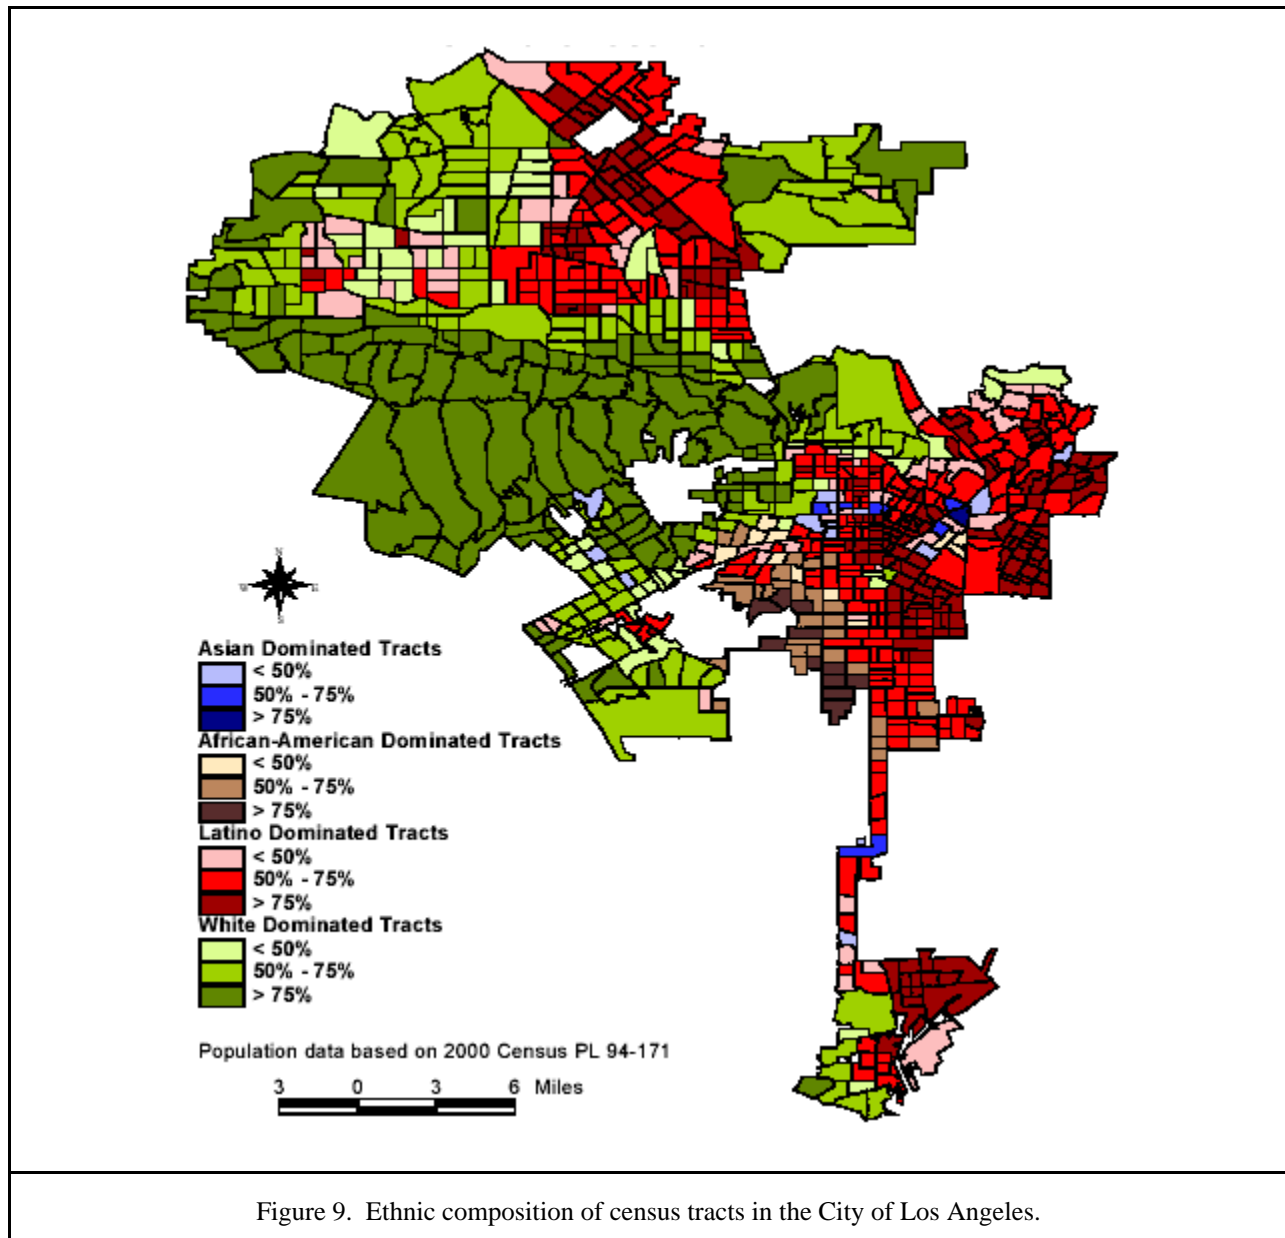 N
W
E
S
Asian Dominated Tracts
< 50%
50% - 75%
> 75%
African-American Dominated Tracts
< 50%
50% - 75%
> 75%
Latino Dominated Tracts
< 50%
50% - 75%
> 75%
White Dominated Tracts
< 50%
50% - 75%
> 75%
Population data based on 2000 Census PL 94-171
3 0 3 6 Miles
Figure 9. Ethnic composition of census tracts in the City of Los Angeles.